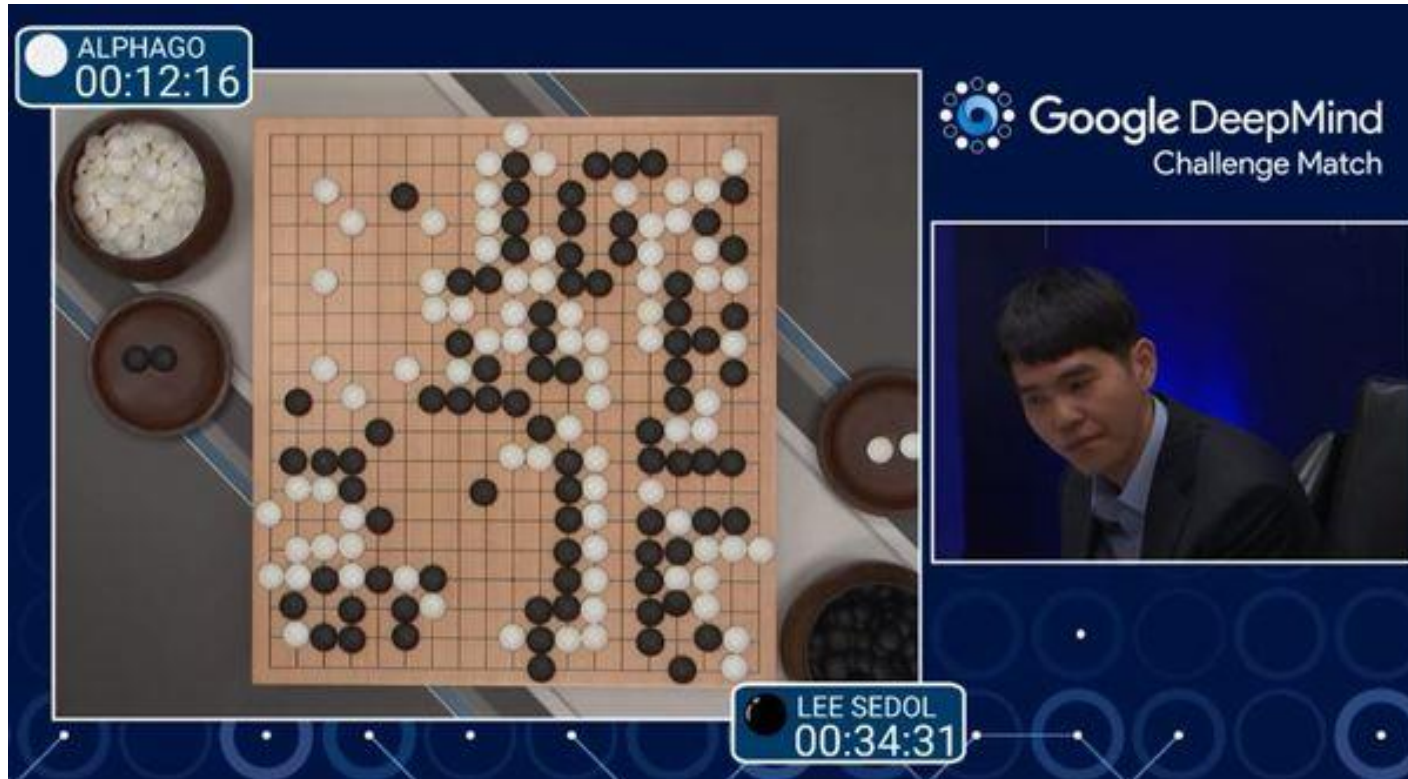 ALPHAGO
00:12:16
Google DeepMind
Challenge Match
LEE SEDOL
00:34:31